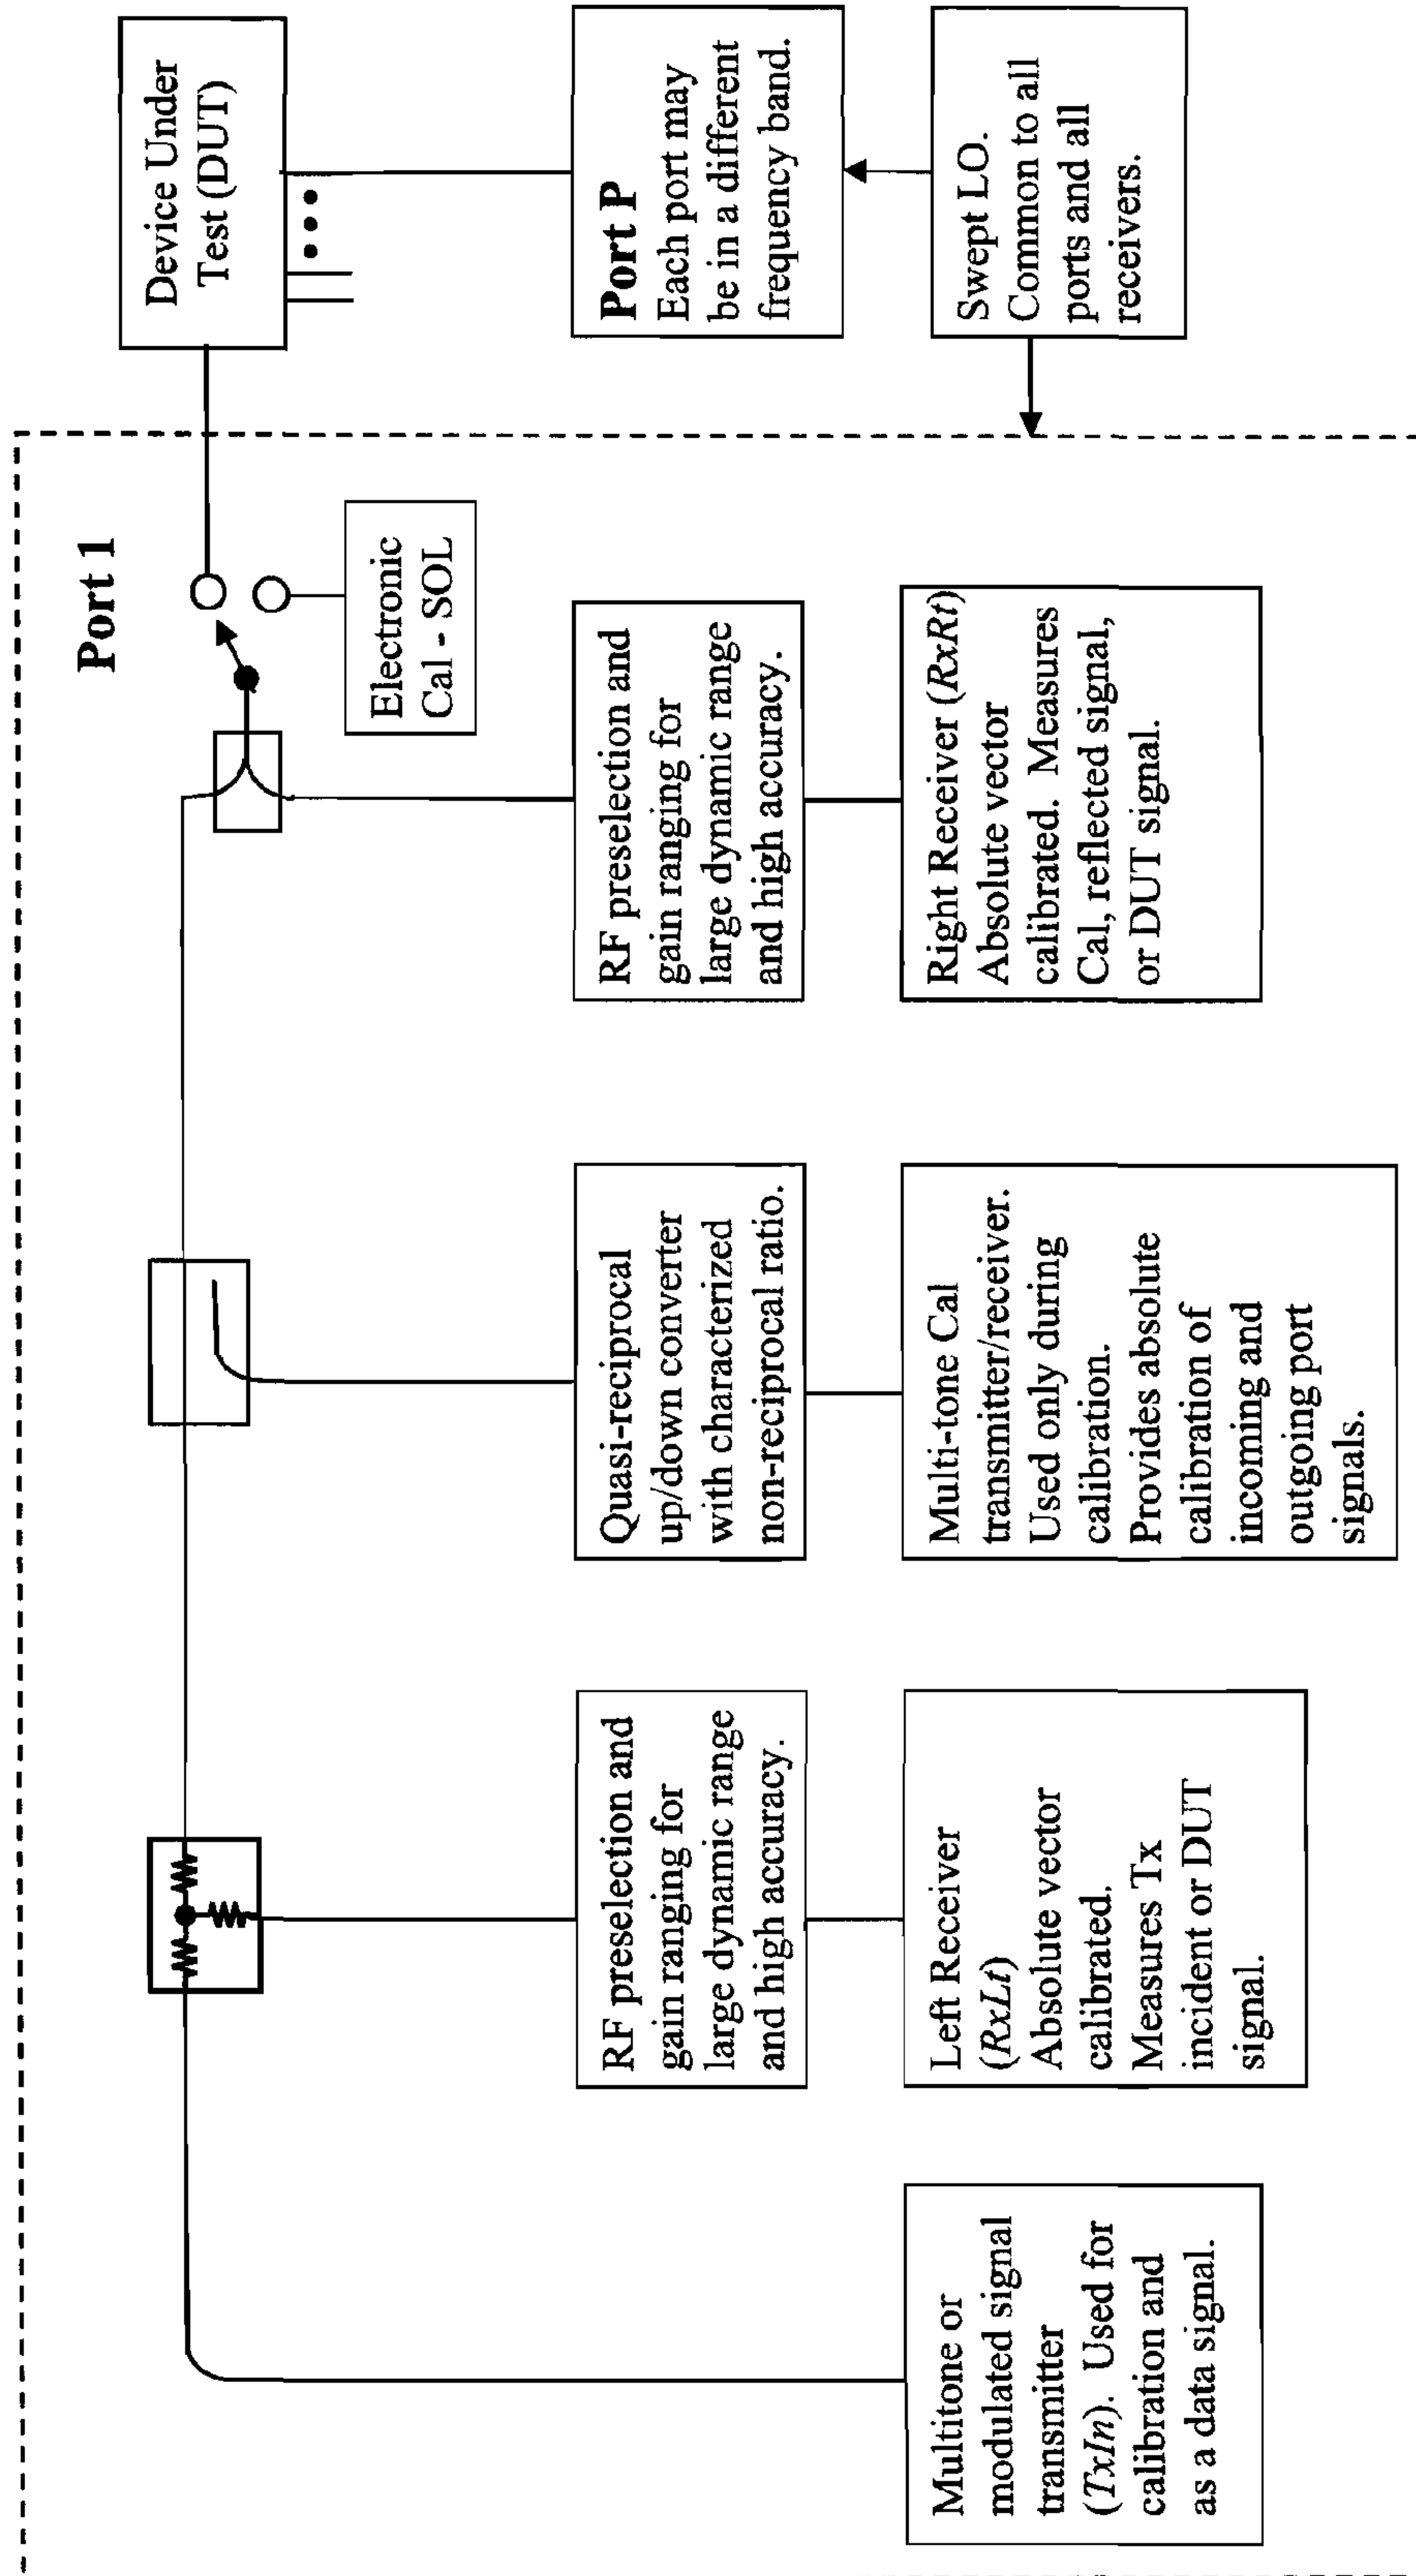 Port 1
Device Under
Test (DUT)
Electronic
Cal - SOL
Multitone or
modulated signal
transmitter
(TxIn). Used for
calibration and
as a data signal.
RF preselection and
gain ranging for
large dynamic range
and high accuracy.
Left Receiver
(RxLt)
Absolute vector
calibrated.
Measures Tx
incident or DUT
signal.
Quasi-reciprocal
up/down converter
with characterized
non-reciprocal ratio.
Multi-tone Cal
transmitter/receiver.
Used only during
calibration.
Provides absolute
calibration of
incoming and
outgoing port
signals.
RF preselection and
gain ranging for
large dynamic range
and high accuracy.
Right Receiver (RxRt)
Absolute vector
calibrated. Measures
Cal, reflected signal,
or DUT signal.
Port P
Each port may
be in a different
frequency band.
Swept LO.
Common to all
ports and all
receivers.